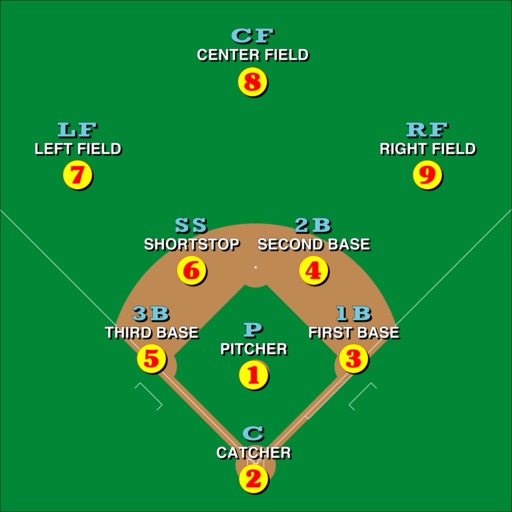 CF
CENTER FIELD
8
LF
LEFT FIELD
7
RF
RIGHT FIELD
9
SS
SHORTSTOP
6
2B
SECOND BASE
4
3B
THIRD BASE
5
P
PITCHER
1
1B
FIRST BASE
3
C
CATCHER
2